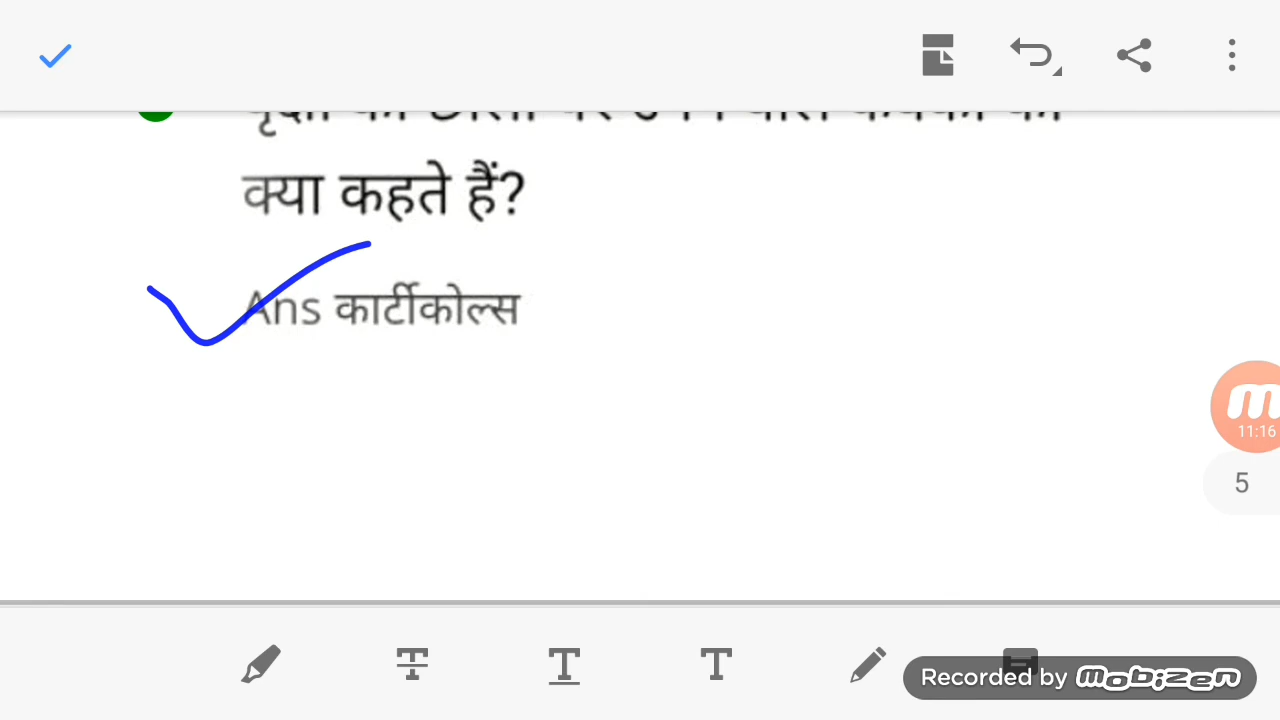 क्या कहते हैं?
Ans कार्टीकोल्स
11:16
5
Recorded by mobizen